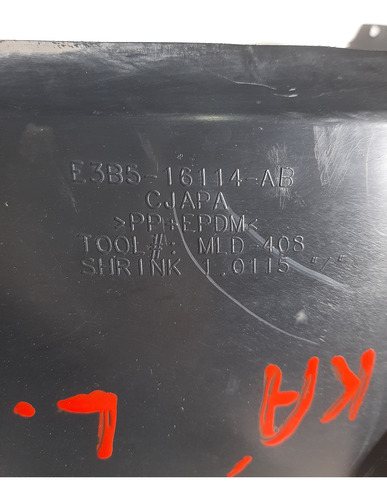 E3B5-16114-AB
CJAPA
>PP+EPDM<
TOOL#: MLD-408
SHRINK 1.0115
KA
L.